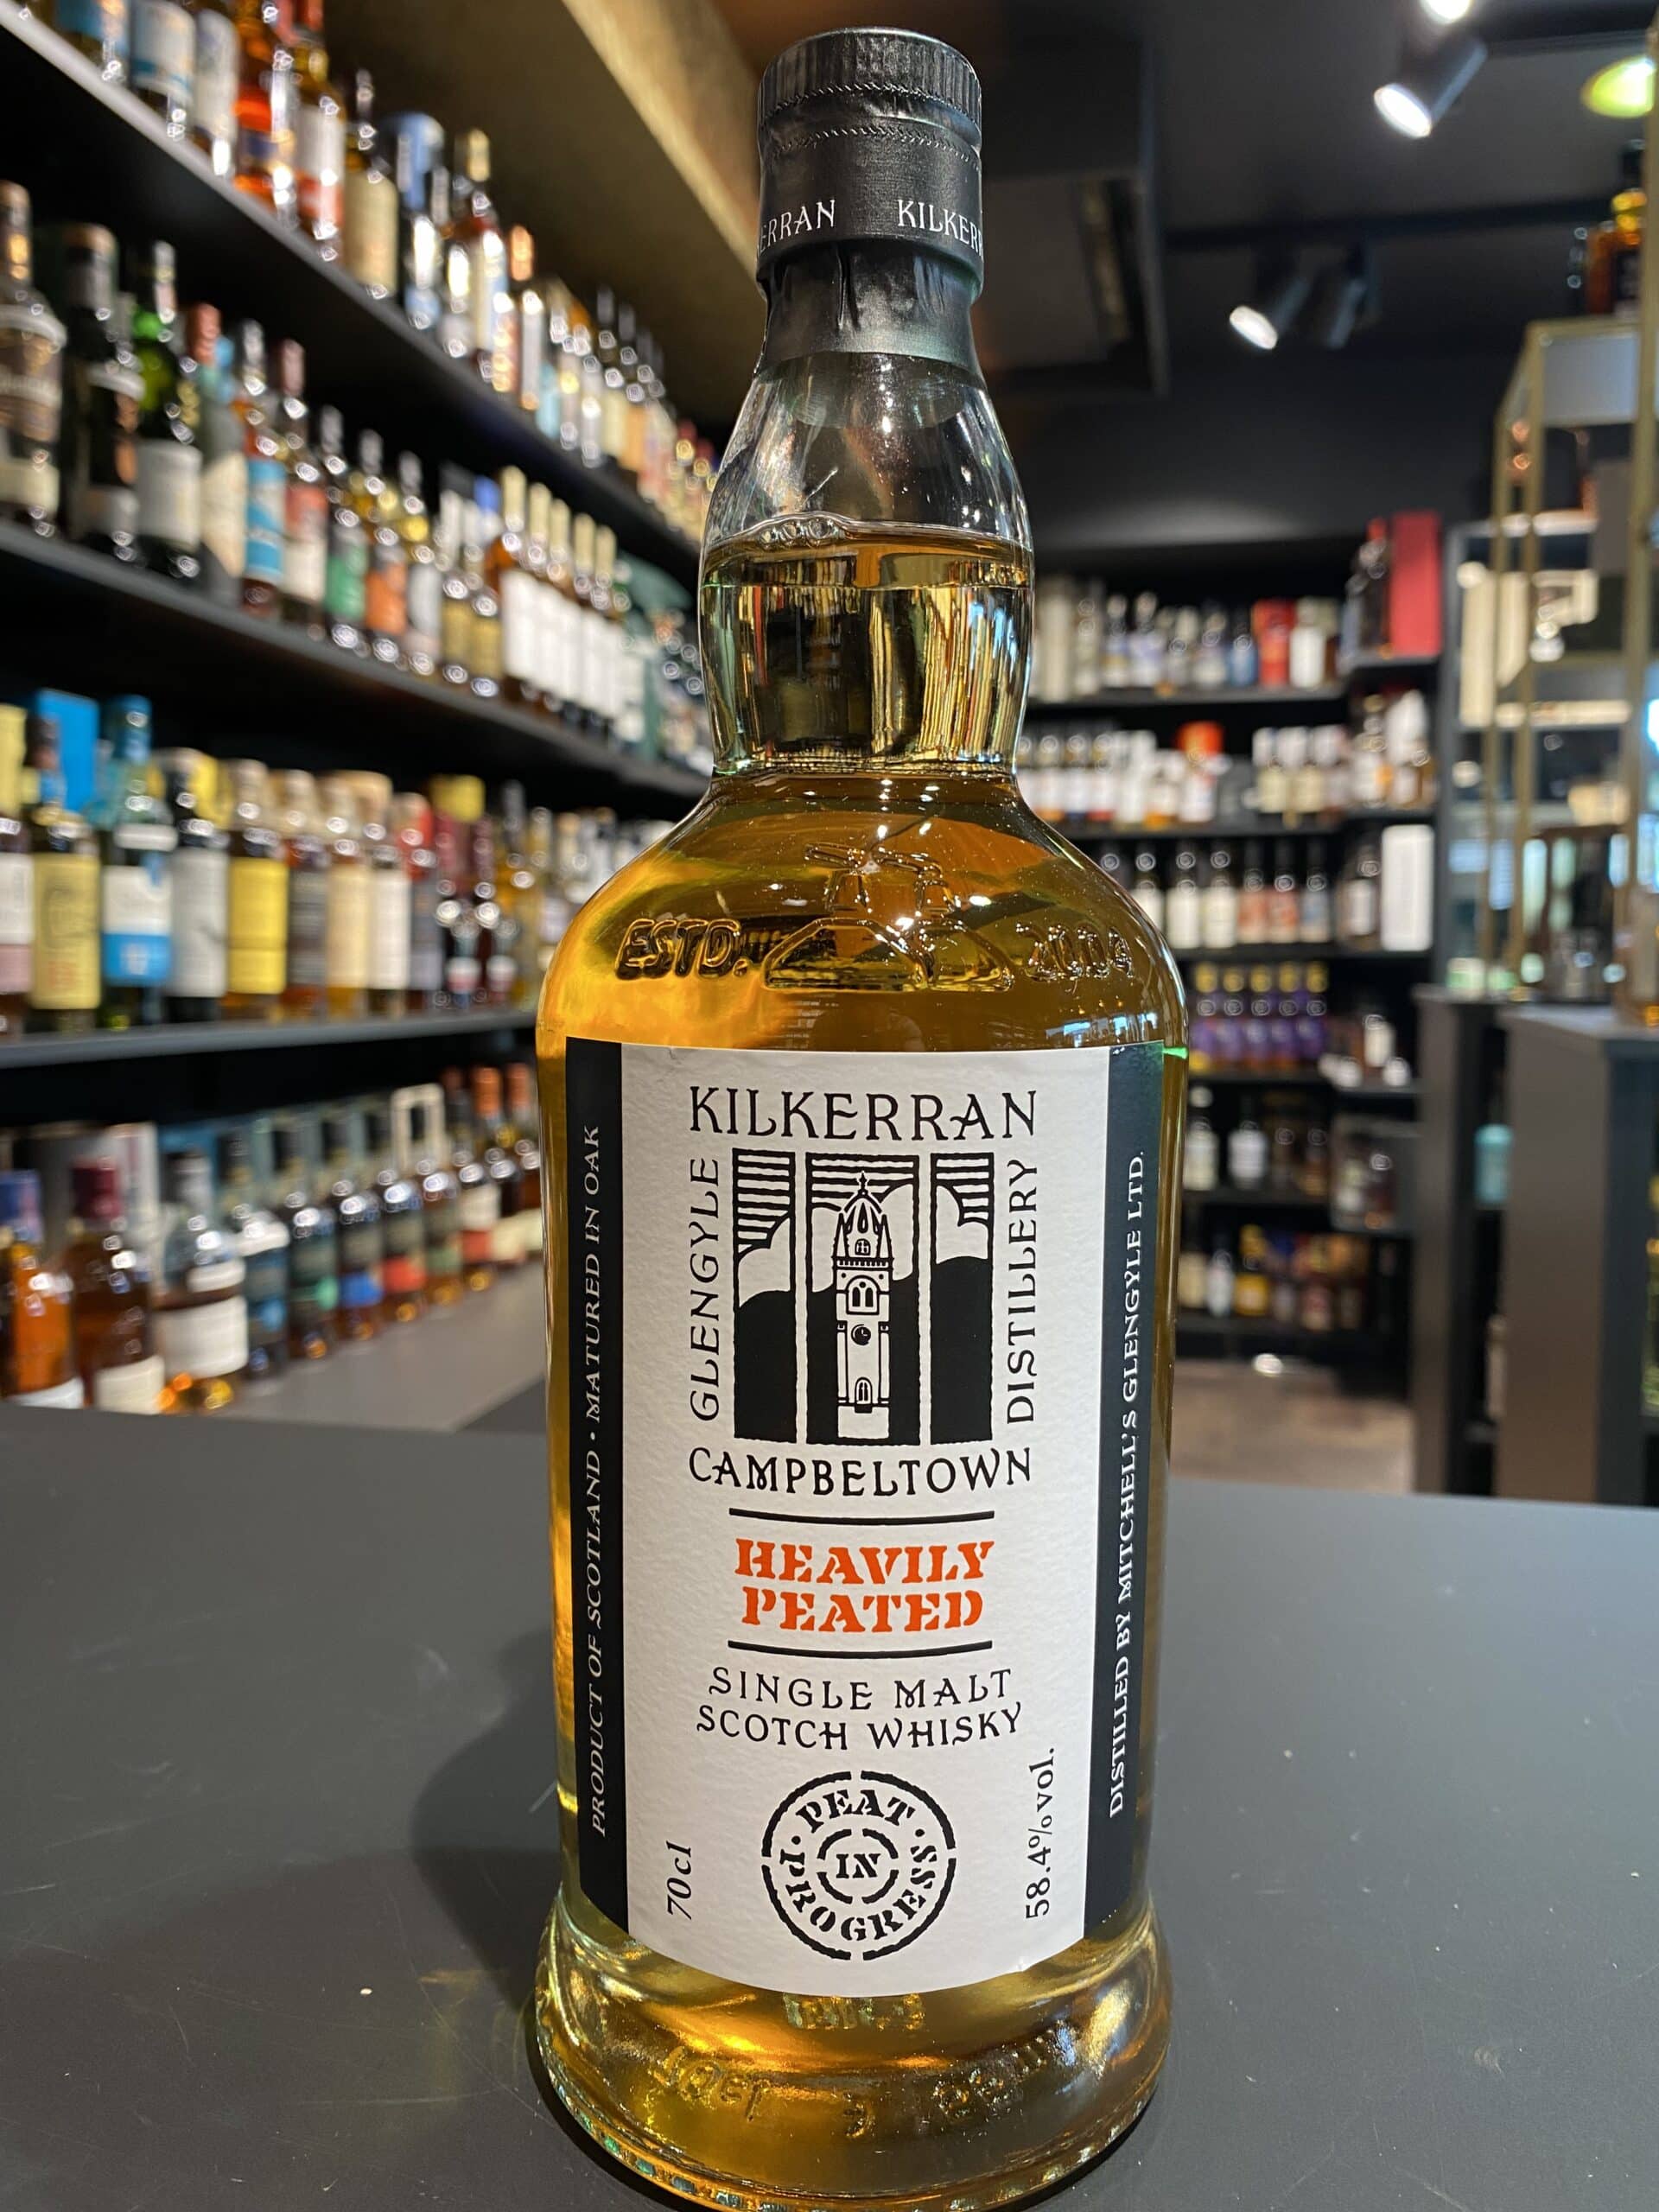 KILKERRAN
ESTD. 2004
KILKERRAN
GLENGYLE
DISTILLERY
CAMPBELTOWN
HEAVILY
PEATED
SINGLE MALT
SCOTCH WHISKY
PEAT IN PROGRESS
70cl
58.4%vol.
PRODUCT OF SCOTLAND • MATURED IN OAK
DISTILLED BY MITCHELL'S GLENGYLE LTD.